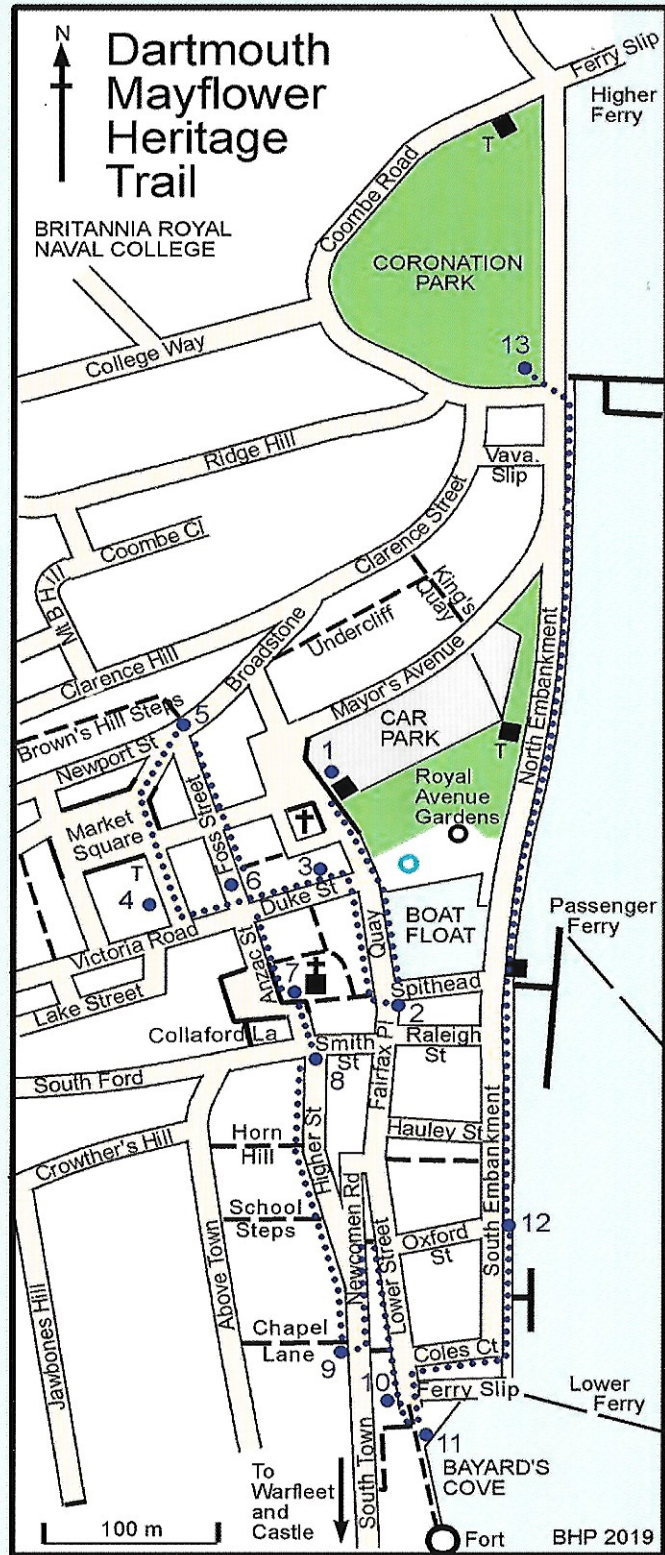 N
Dartmouth
Mayflower
Heritage
Trail
Ferry Slip
Higher
Ferry
T
Coombe Road
BRITANNIA ROYAL
NAVAL COLLEGE
CORONATION
PARK
13
College Way
Ridge Hill
Vava.
Slip
Coombe Cl
Clarence Street
Mt B Hill
King's
Quay
Undercliff
Broadstone
Clarence Hill
Mayor's Avenue
North Embankment
Brown's Hill Steps
5
Newport St
CAR
PARK
1
T
Royal
Avenue
Gardens
Market
Square
Foss Street
T
4
6
3
Duke St
BOAT
FLOAT
Quay
Passenger
Ferry
Victoria Road
Anzac St
7
Lake Street
Spithead
2
Collaford La
Smith
St
Raleigh
St
8
Fairfax Pl
South Ford
Hauley St
Horn
Hill
Higher St
Crowther's Hill
School
Steps
Newcomen Rd
South Embankment
12
Oxford
St
Above Town
Lower Street
Jawbones Hill
Chapel
Lane
9
Coles Ct
10
Ferry Slip
Lower
Ferry
11
BAYARD'S
COVE
South Town
To
Warfleet
and
Castle
100 m
Fort
BHP 2019